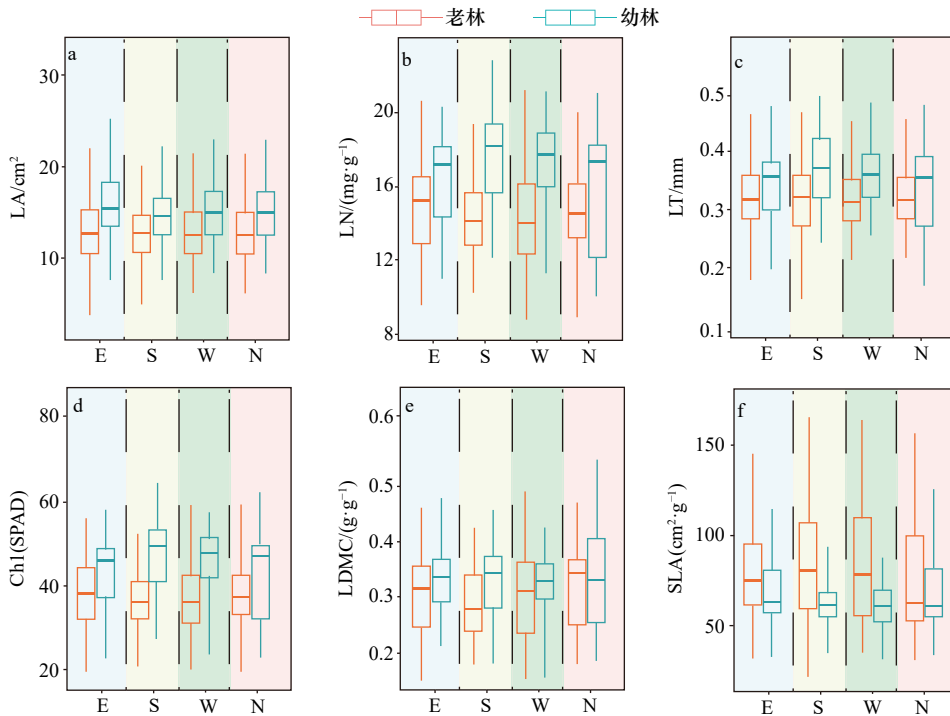 老林 幼林
a
LA/cm²
30
20
10
E S W N
b
LN/(mg·g⁻¹)
20
16
12
8
E S W N
c
LT/mm
0.5
0.4
0.3
0.2
0.1
E S W N
d
Ch1(SPAD)
80
60
40
20
E S W N
e
LDMC/(g·g⁻¹)
0.6
0.5
0.4
0.3
0.2
E S W N
f
SLA(cm²·g⁻¹)
150
100
50
E S W N